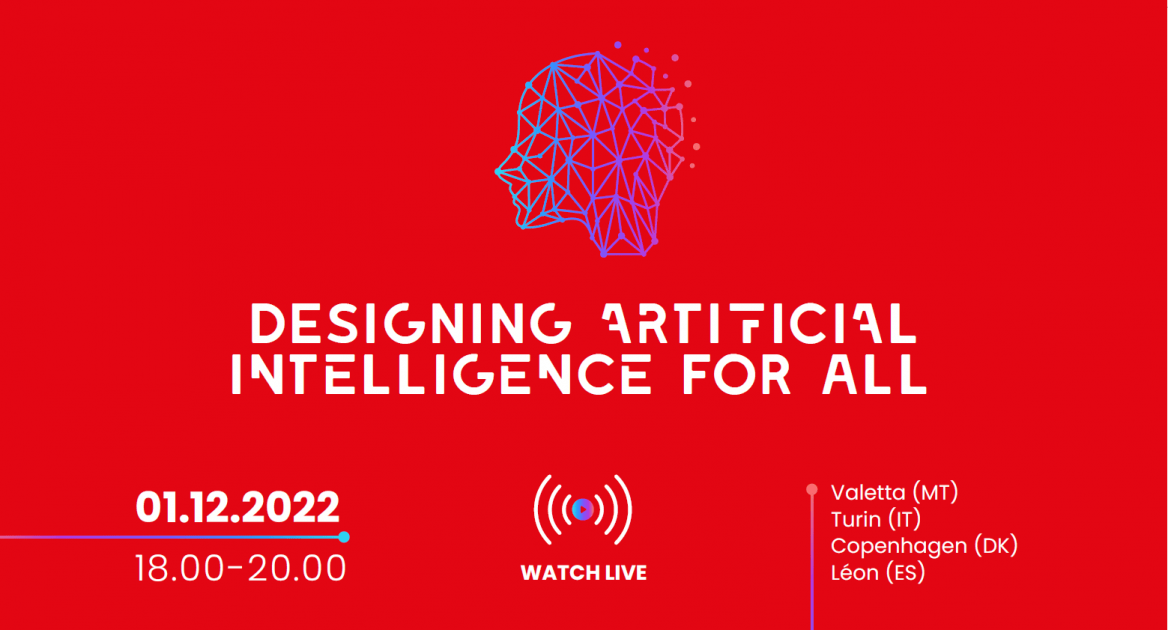 DESIGNING ARTIFICIAL
INTELLIGENCE FOR ALL
01.12.2022
18.00-20.00
WATCH LIVE
Valetta (MT)
Turin (IT)
Copenhagen (DK)
Léon (ES)